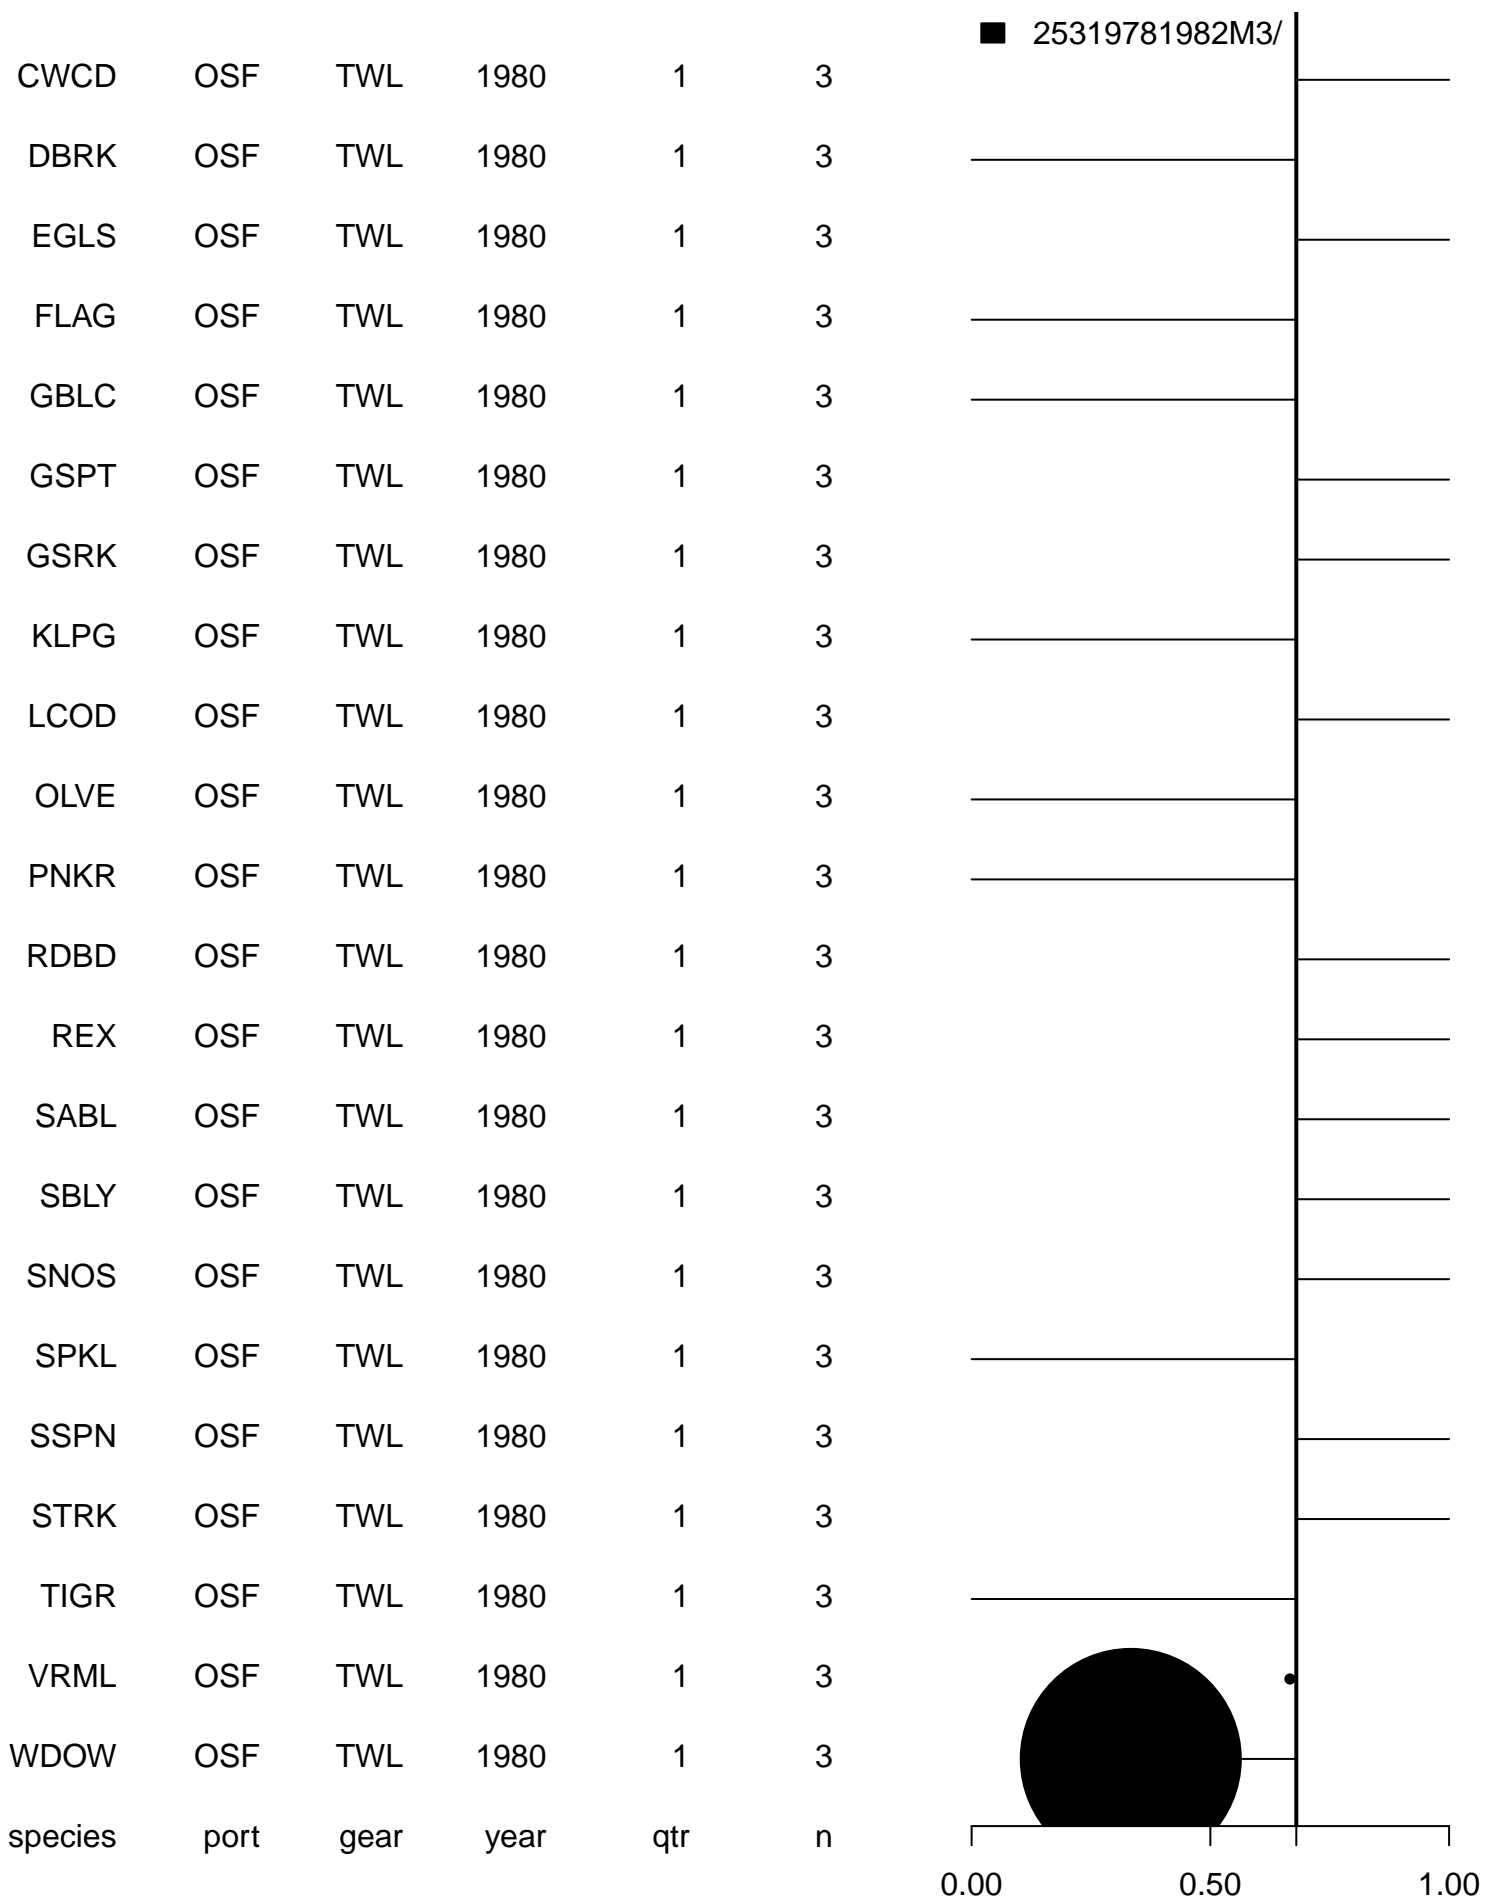 25319781982M3/
CWCD OSF TWL 1980 1 3
DBRK OSF TWL 1980 1 3
EGLS OSF TWL 1980 1 3
FLAG OSF TWL 1980 1 3
GBLC OSF TWL 1980 1 3
GSPT OSF TWL 1980 1 3
GSRK OSF TWL 1980 1 3
KLPG OSF TWL 1980 1 3
LCOD OSF TWL 1980 1 3
OLVE OSF TWL 1980 1 3
PNKR OSF TWL 1980 1 3
RDBD OSF TWL 1980 1 3
REX OSF TWL 1980 1 3
SABL OSF TWL 1980 1 3
SBLY OSF TWL 1980 1 3
SNOS OSF TWL 1980 1 3
SPKL OSF TWL 1980 1 3
SSPN OSF TWL 1980 1 3
STRK OSF TWL 1980 1 3
TIGR OSF TWL 1980 1 3
VRML OSF TWL 1980 1 3
WDOW OSF TWL 1980 1 3
species port gear year qtr n
0.00 0.50 1.00